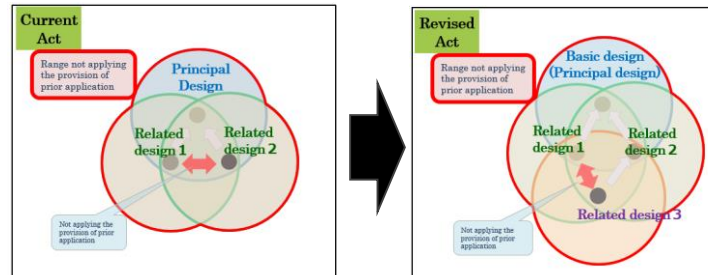 Current
Act
Range not applying
the provision of
prior application
Principal
Design
Related
design 1
Related
design 2
Not applying the
provision of prior
application
Revised
Act
Range not applying
the provision of
prior application
Basic design
(Principal design)
Related
design 1
Related
design 2
Related design 3
Not applying the
provision of prior
application